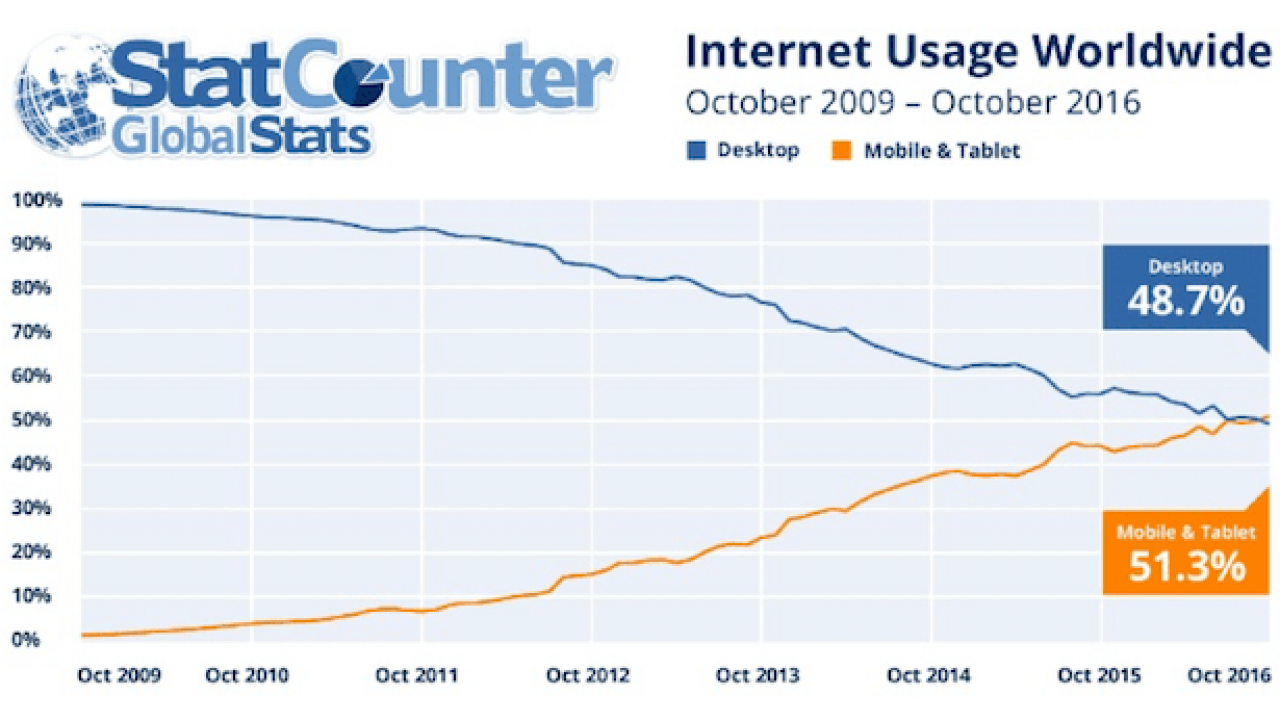 StatCounter
GlobalStats
Internet Usage Worldwide
October 2009 – October 2016
Desktop
Mobile & Tablet
100%
90%
80%
70%
60%
50%
40%
30%
20%
10%
0%
Desktop
48.7%
Mobile & Tablet
51.3%
Oct 2009
Oct 2010
Oct 2011
Oct 2012
Oct 2013
Oct 2014
Oct 2015
Oct 2016